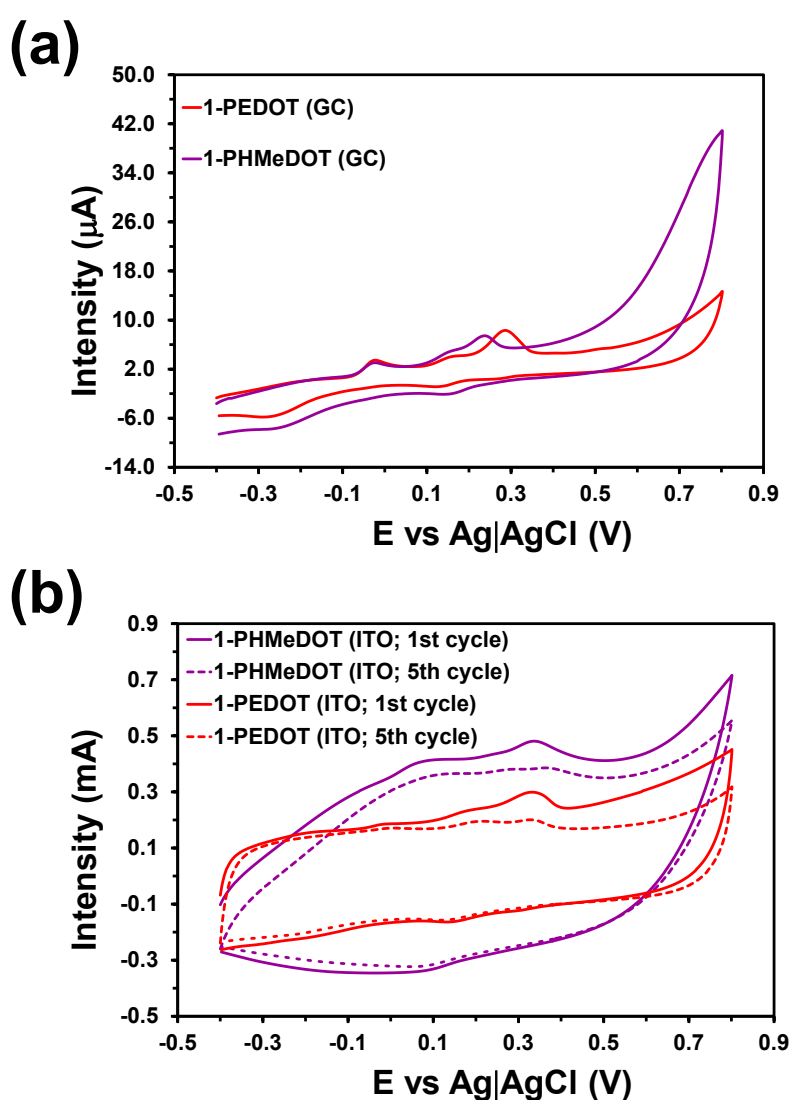 (a)
50.0
42.0
34.0
26.0
18.0
10.0
2.0
-6.0
-14.0
Intensity (μA)
1-PEDOT (GC)
1-PHMeDOT (GC)
-0.5 -0.3 -0.1 0.1 0.3 0.5 0.7 0.9
E vs Ag|AgCl (V)
(b)
0.9
0.7
0.5
0.3
0.1
-0.1
-0.3
-0.5
Intensity (mA)
1-PHMeDOT (ITO; 1st cycle)
1-PHMeDOT (ITO; 5th cycle)
1-PEDOT (ITO; 1st cycle)
1-PEDOT (ITO; 5th cycle)
-0.5 -0.3 -0.1 0.1 0.3 0.5 0.7 0.9
E vs Ag|AgCl (V)